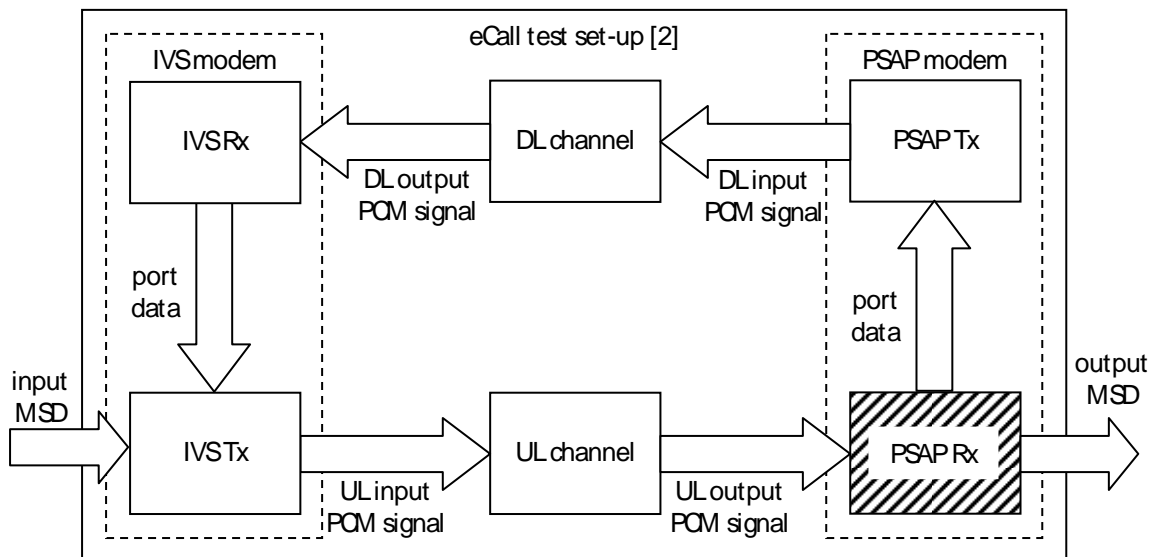 eCall test set-up [2]
IVS modem
PSAP modem
IVS Rx
DL channel
PSAP Tx
DL output
PCM signal
DL input
PCM signal
port
data
port
data
input
MSD
output
MSD
IVS Tx
UL channel
PSAP Rx
UL input
PCM signal
UL output
PCM signal